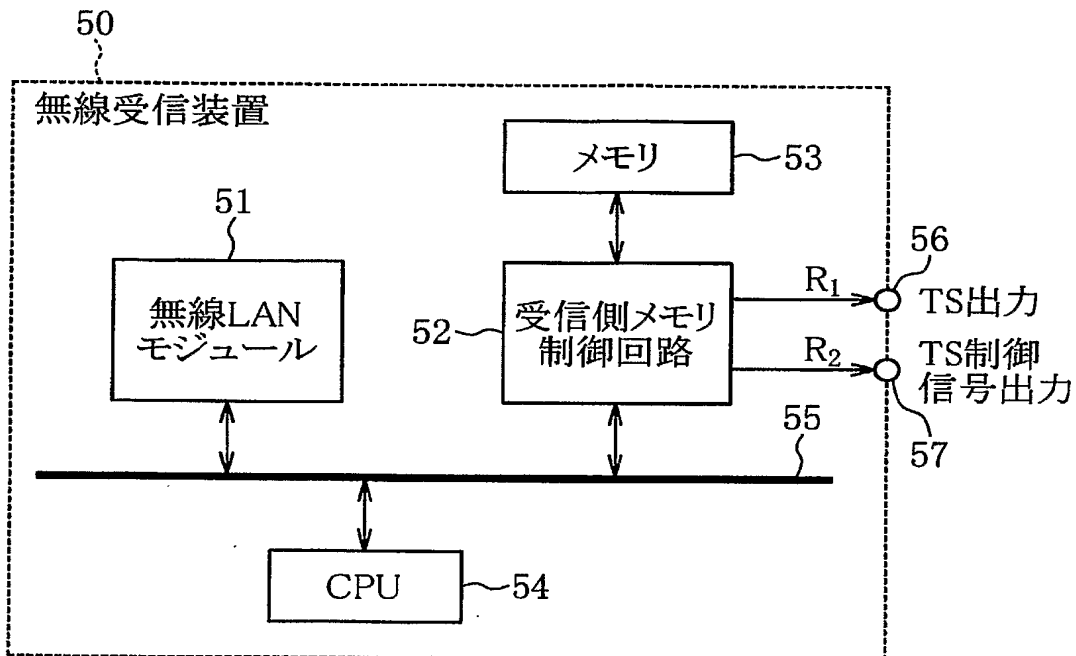 50
無線受信装置
メモリ
53
51
無線LAN
モジュール
52
受信側メモリ
制御回路
R1
56
TS出力
R2
TS制御
信号出力
57
55
CPU
54